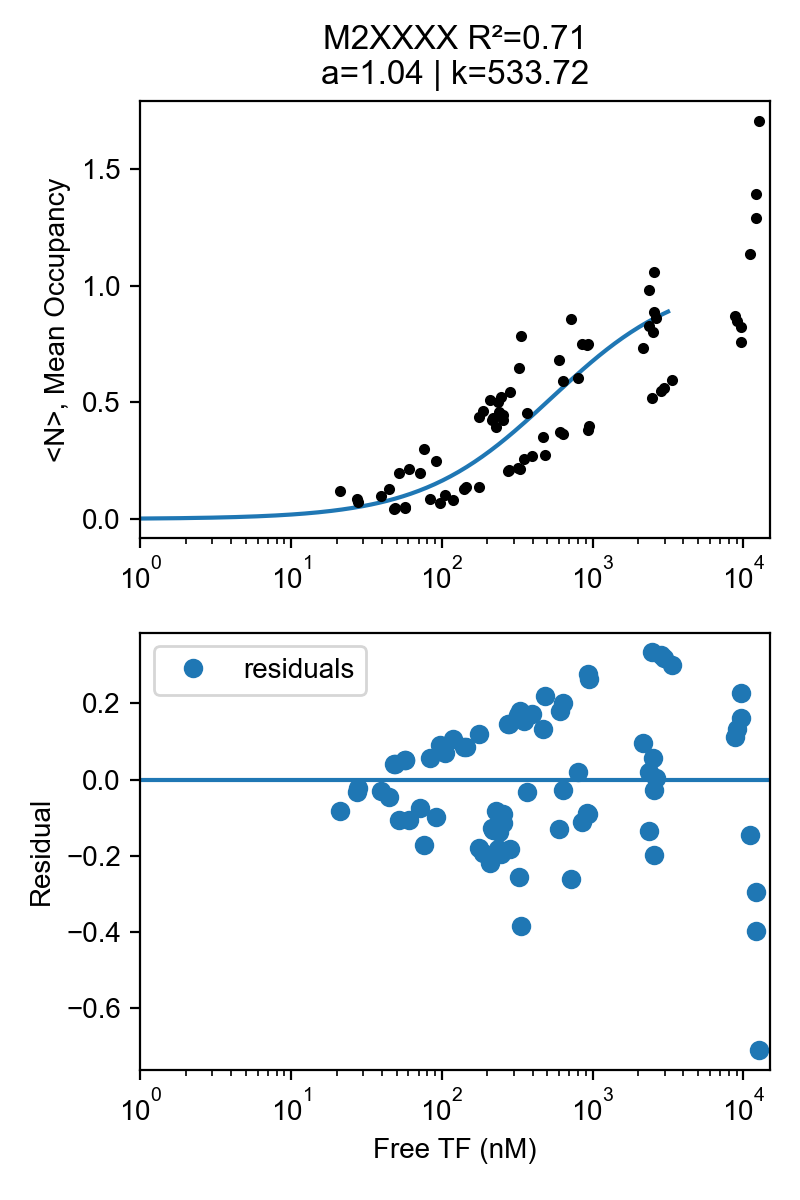 M2XXXX R²=0.71
a=1.04 | k=533.72
<N>, Mean Occupancy
1.5
1.0
0.5
0.0
10⁰ 10¹ 10² 10³ 10⁴
residuals
Residual
0.2
0.0
−0.2
−0.4
−0.6
10⁰ 10¹ 10² 10³ 10⁴
Free TF (nM)